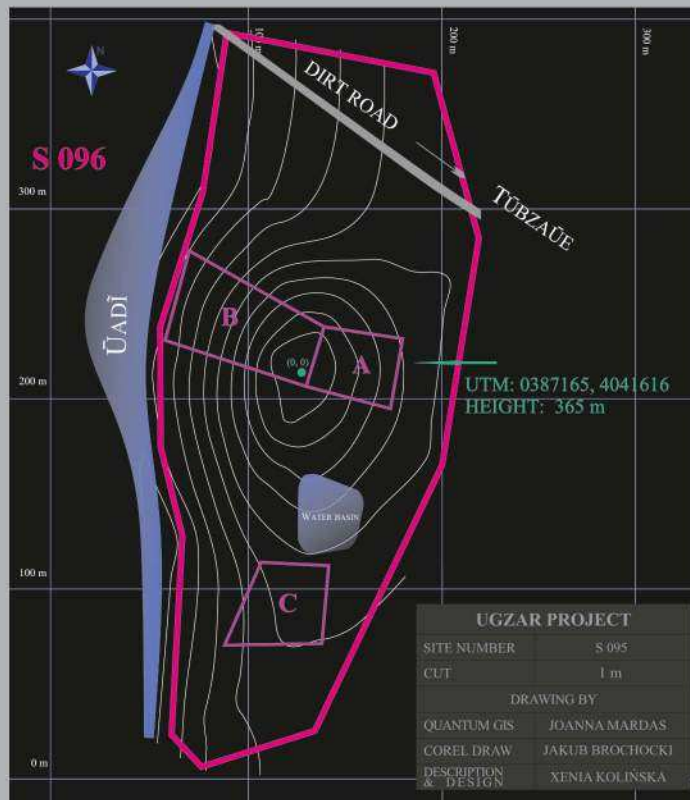 N
100 m
200 m
300 m
DIRT ROAD
S 096
300 m
TŪBZAŪE
B
ŪADĪ
(0, 0)
A
UTM: 0387165, 4041616
HEIGHT: 365 m
200 m
WATER BASIN
100 m
C
UGZAR PROJECT
SITE NUMBER S 095
CUT 1 m
DRAWING BY
QUANTUM GIS JOANNA MARDAS
COREL DRAW JAKUB BROCHOCKI
DESCRIPTION
& DESIGN XENIA KOLIŃSKA
0 m